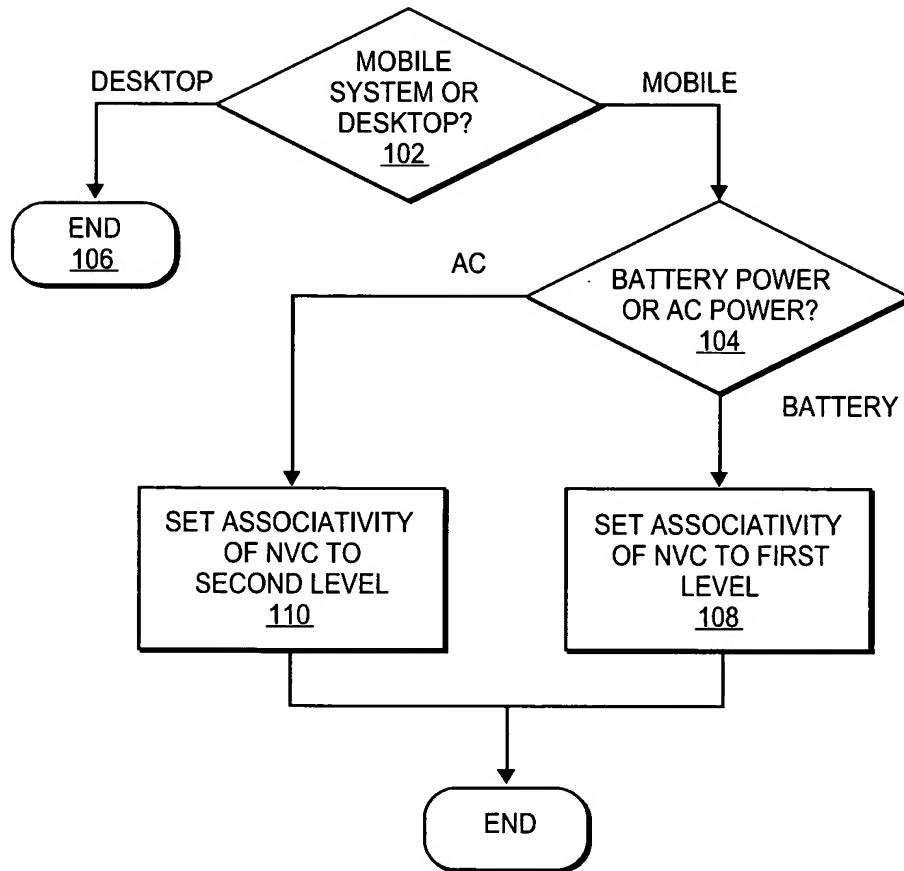 MOBILE
SYSTEM OR
DESKTOP?
102
DESKTOP
MOBILE
END
106
AC
BATTERY POWER
OR AC POWER?
104
BATTERY
SET ASSOCIATIVITY
OF NVC TO
SECOND LEVEL
110
SET ASSOCIATIVITY
OF NVC TO FIRST
LEVEL
108
END